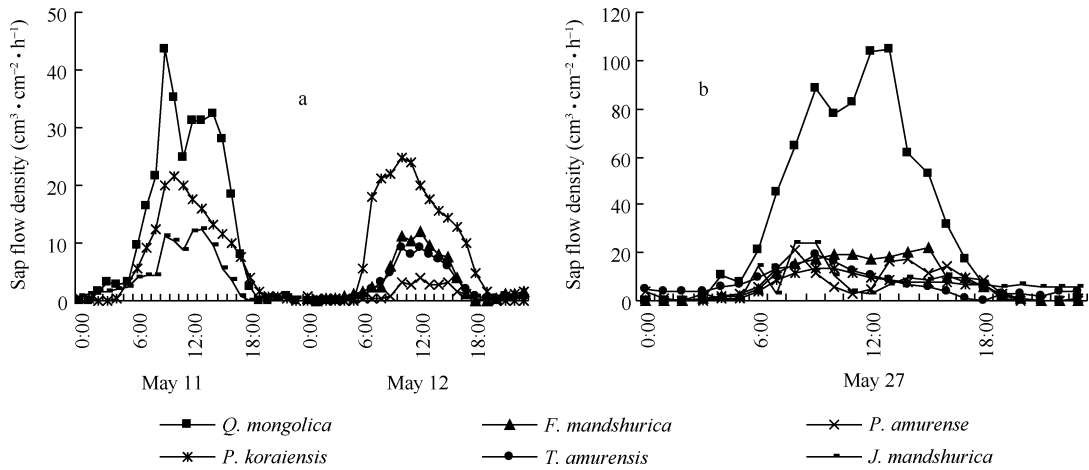 Sap flow density (cm³ • cm⁻² • h⁻¹)
50
40
30
20
10
0
a
0:00
6:00
12:00
18:00
0:00
6:00
12:00
18:00
May 11
May 12
Sap flow density (cm³ • cm⁻² • h⁻¹)
120
100
80
60
40
20
0
b
0:00
6:00
12:00
18:00
May 27
Q. mongolica
F. mandshurica
P. amurense
P. koraiensis
T. amurensis
J. mandshurica